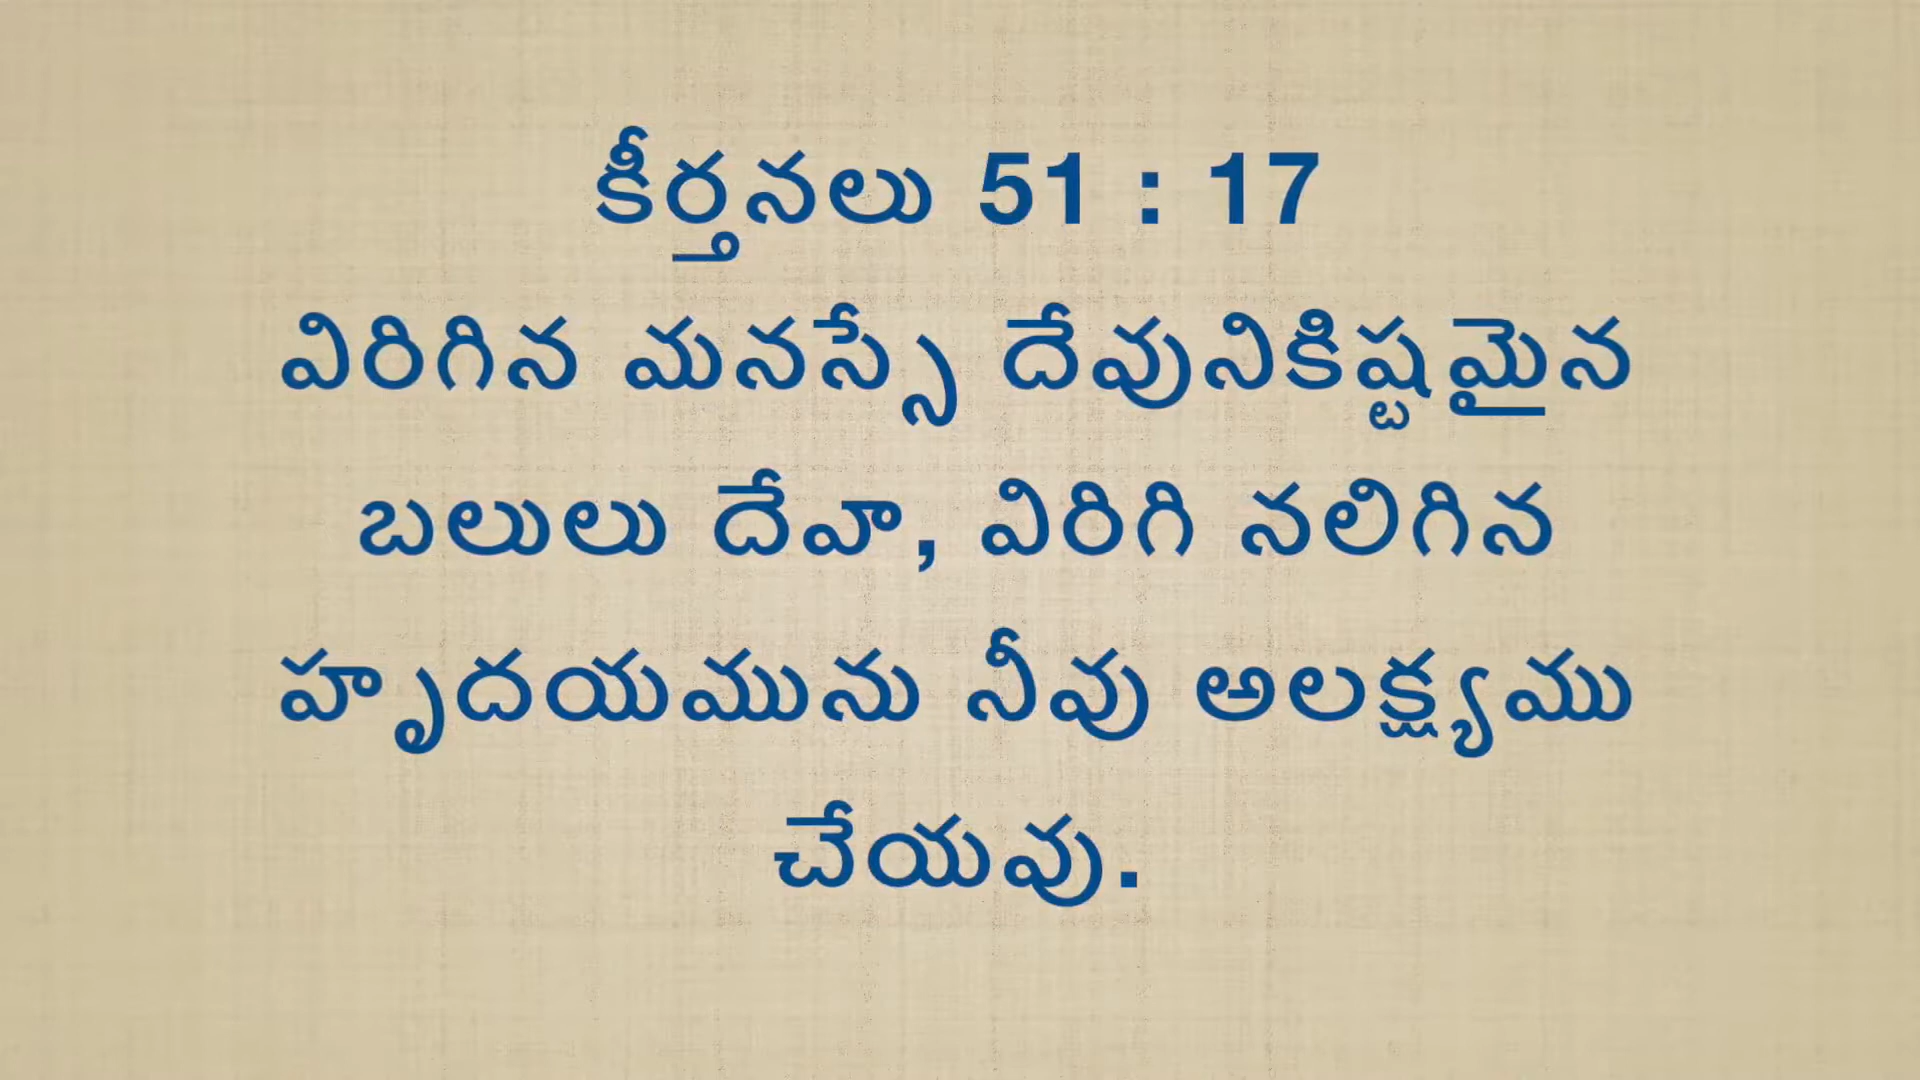 కీర్తనలు 51 : 17
విరిగిన మనస్సే దేవునికిష్టమైన
బలులు దేవా, విరిగి నలిగిన
హృదయమును నీవు అలక్ష్యము
చేయవు.